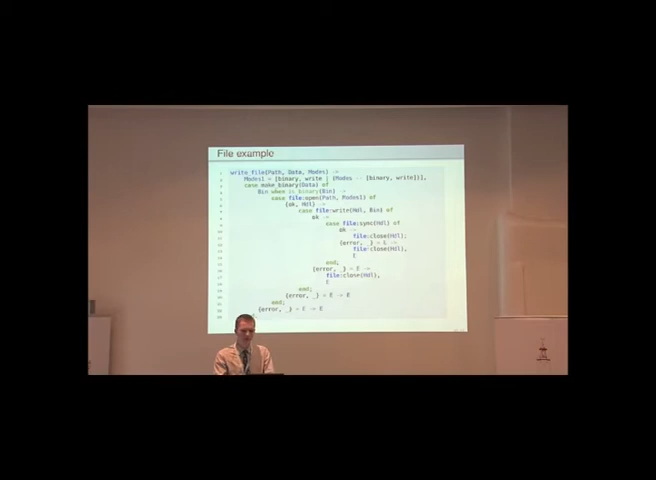 File example
write_file(Path, Data, Modes) ->
Modes1 = [binary, write | (Modes -- [binary, write])],
case make_binary(Data) of
Bin when is_binary(Bin) ->
case file:open(Path, Modes1) of
{ok, Hdl} ->
case file:write(Hdl, Bin) of
ok ->
case file:sync(Hdl) of
ok ->
file:close(Hdl);
{error, _} = E ->
file:close(Hdl),
E
end;
{error, _} = E ->
file:close(Hdl),
E
end;
{error, _} = E -> E
end;
{error, _} = E -> E